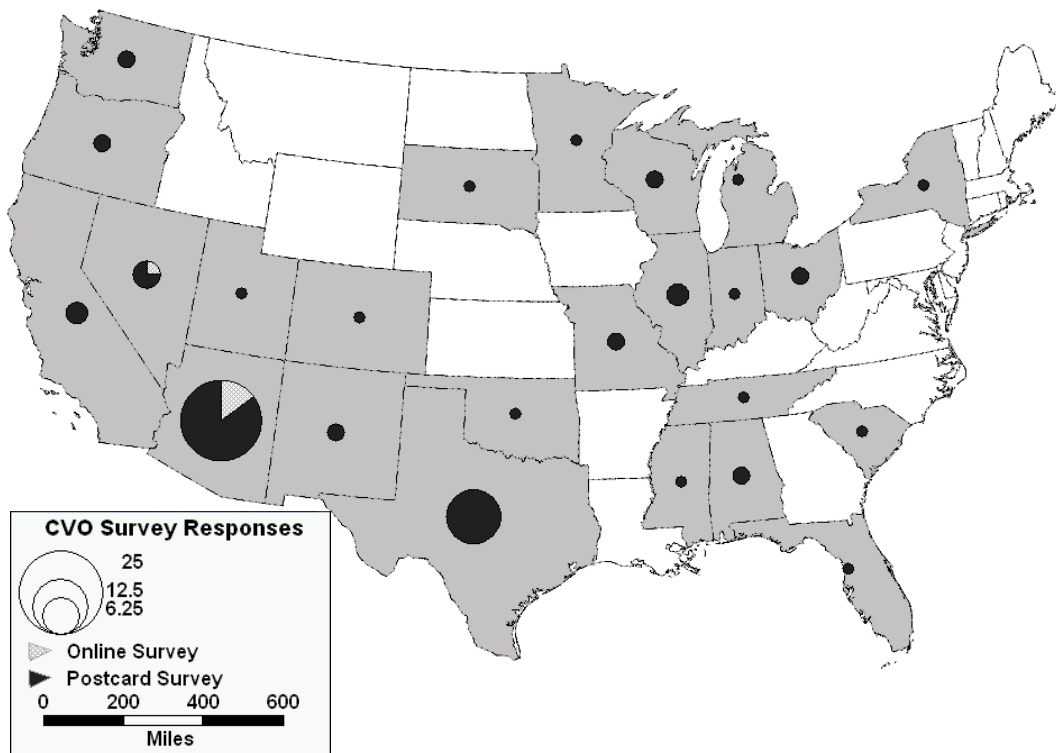 CVO Survey Responses
25
12.5
6.25
Online Survey
Postcard Survey
0 200 400 600
Miles